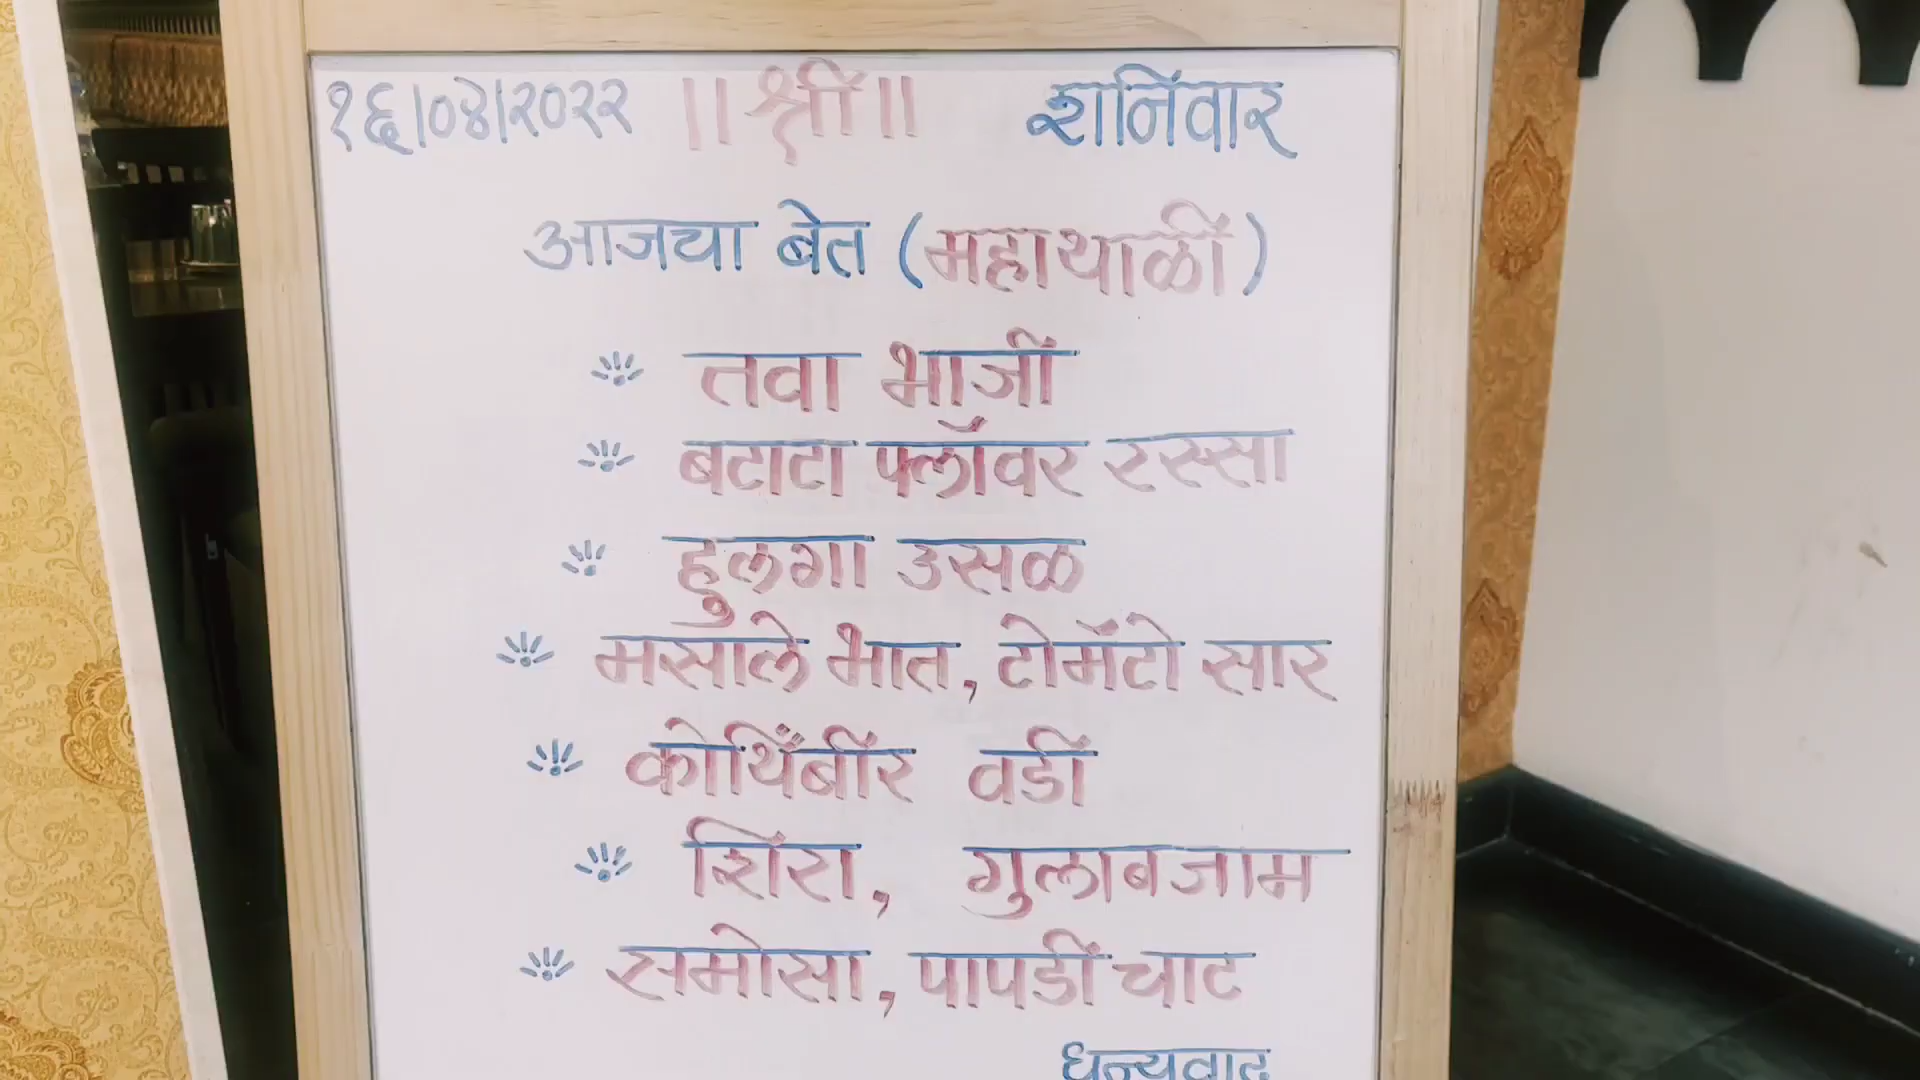 १६/०४/२०२२ ||श्री|| शनिवार
आजचा बेत (महाथाळी)
तवा भाजी
बटाटा फ्लॉवर रस्सा
हुलगा उसळ
मसाले भात, टोमॅटो सार
कोथिंबीर वडी
शिरा, गुलाबजाम
समोसा, पापडी चाट
धन्यवाद